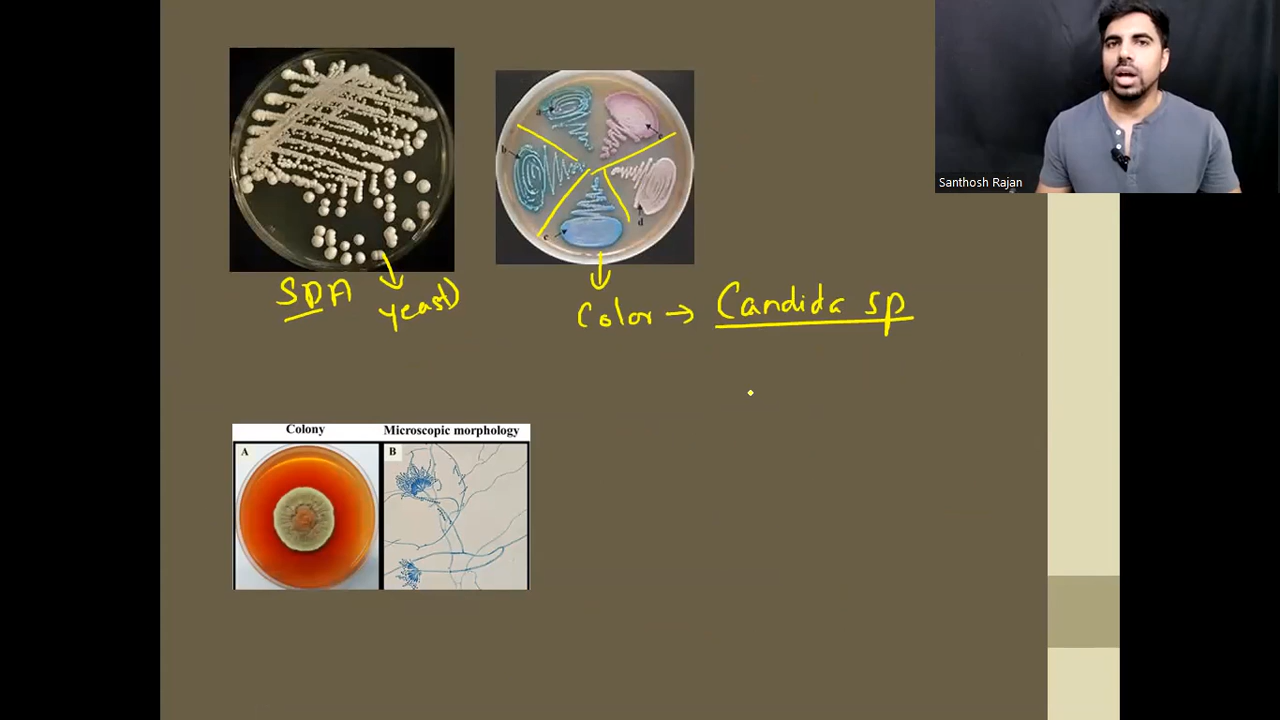 Santhosh Rajan
a
e
b
d
c
SDA
yeast)
Color → Candida sp
Colony
Microscopic morphology
A
B